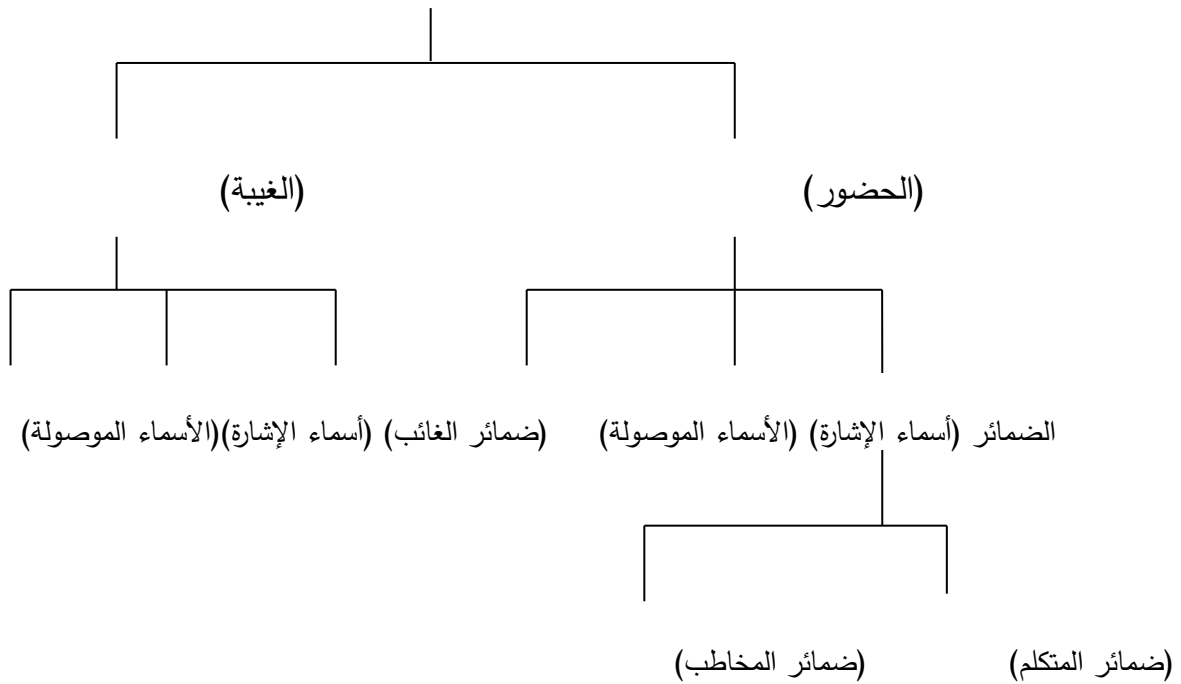 (الحضور) (الغيبة)
الضمائر (أسماء الإشارة) (الأسماء الموصولة) (ضمائر الغائب) (أسماء الإشارة)(الأسماء الموصولة)
(ضمائر المتكلم) (ضمائر المخاطب)